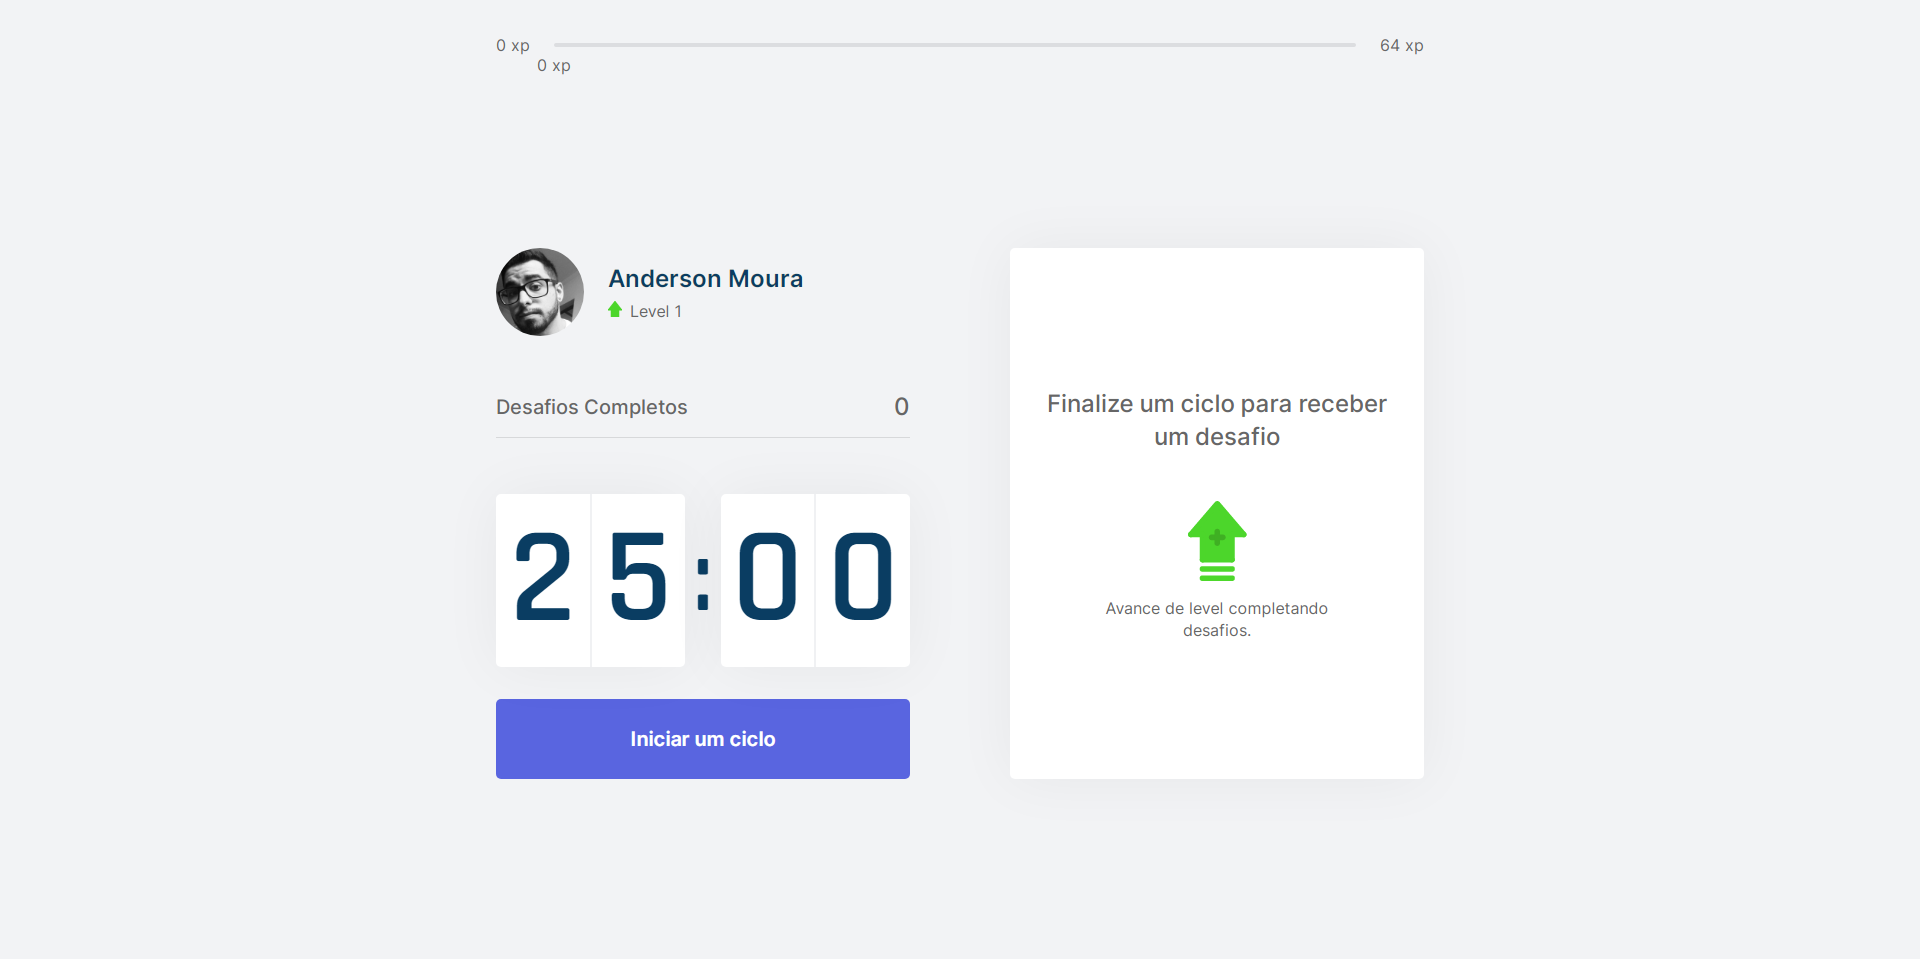 0 xp
64 xp
0 xp
Anderson Moura
Level 1
Desafios Completos
0
25:00
Iniciar um ciclo
Finalize um ciclo para receber
um desafio
Avance de level completando
desafios.